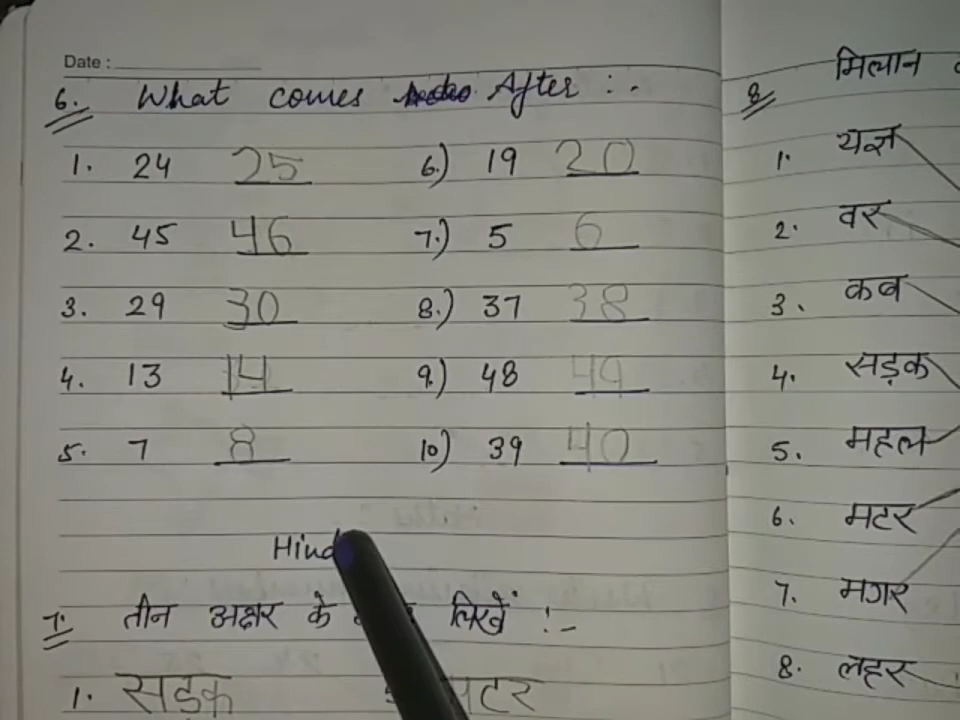 Date :
6. What comes After :-
1. 24 25 6.) 19 20
2. 45 46 7.) 5 6
3. 29 30 8.) 37 38
4. 13 14 9.) 48 49
5. 7 8 10) 39 40
7. तीन अक्षर के लिखें :-
1. सड़क मटर
8. मिलान
1. यज्ञ
2. वर
3. कब
4. सड़क
5. महल
6. मटर
7. मगर
8. लहर